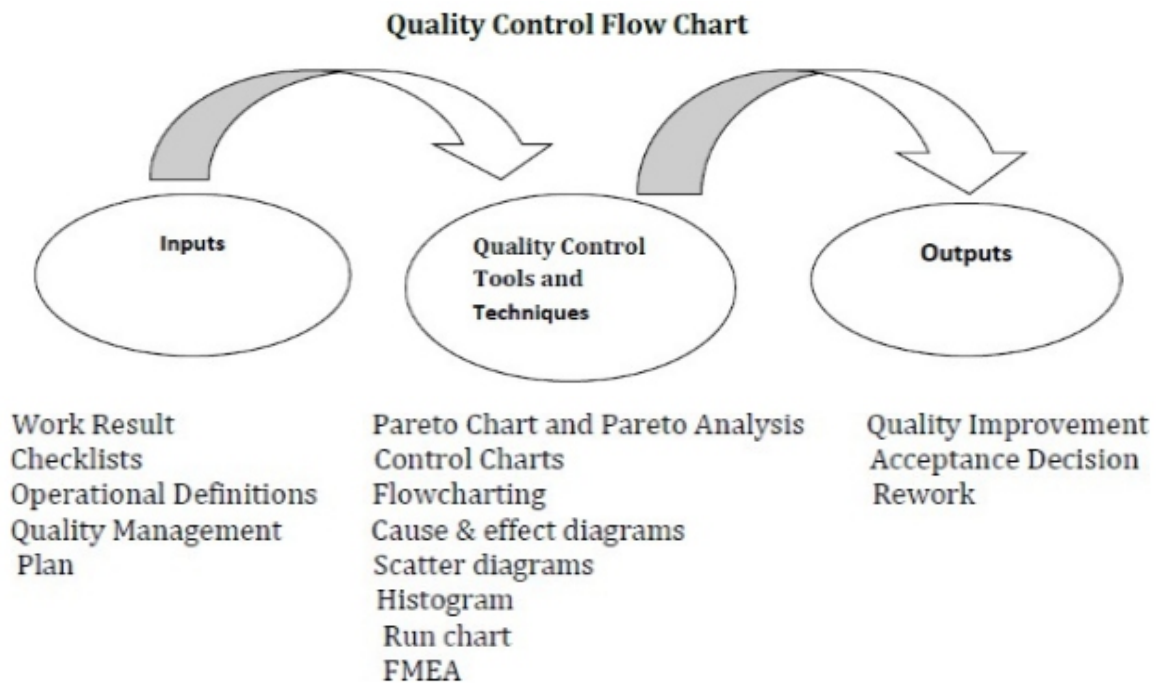 Quality Control Flow Chart
Inputs
Quality Control
Tools and
Techniques
Outputs
Work Result
Checklists
Operational Definitions
Quality Management
Plan
Pareto Chart and Pareto Analysis
Control Charts
Flowcharting
Cause & effect diagrams
Scatter diagrams
Histogram
Run chart
FMEA
Quality Improvement
Acceptance Decision
Rework